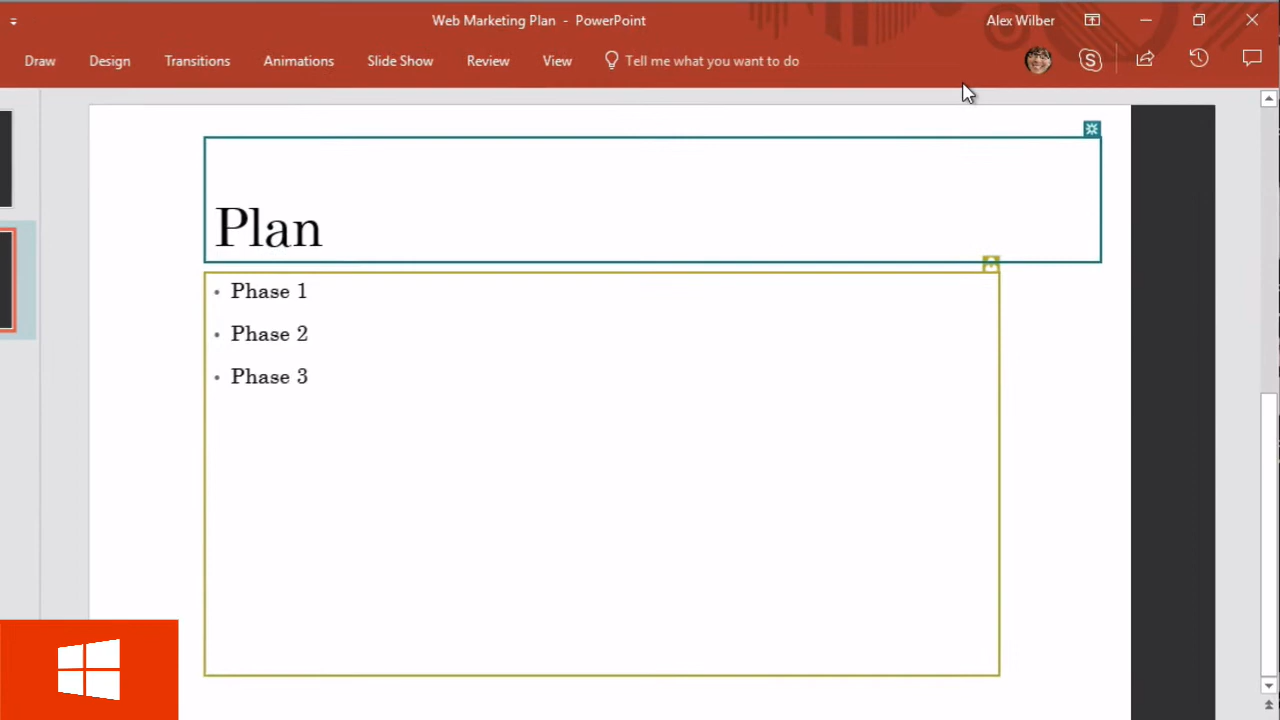 Web Marketing Plan - PowerPoint
Alex Wilber
Draw
Design
Transitions
Animations
Slide Show
Review
View
Tell me what you want to do
Plan
• Phase 1
• Phase 2
• Phase 3